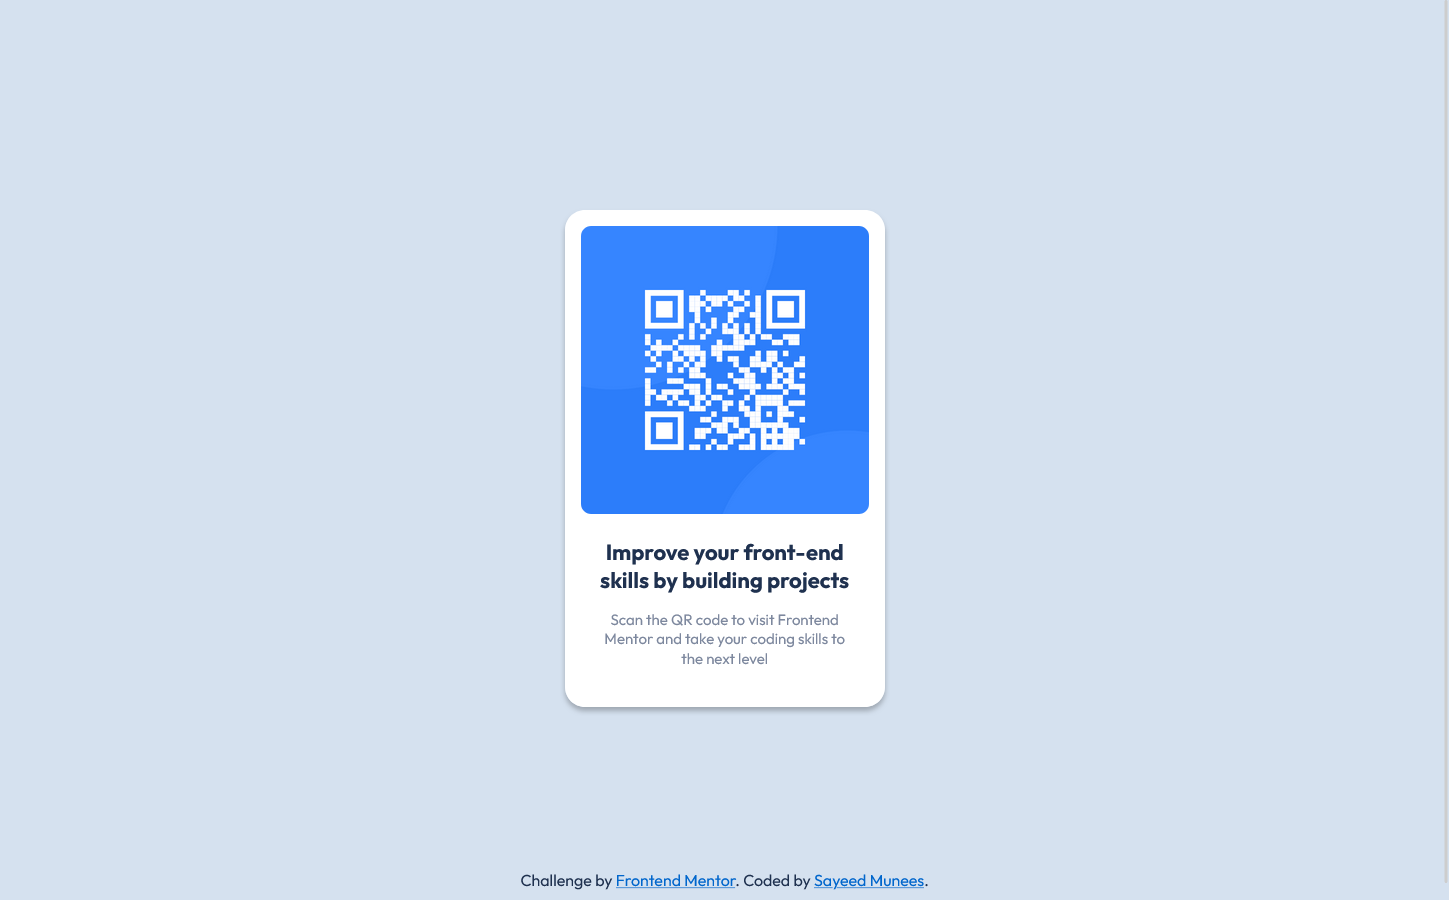 Improve your front-end
skills by building projects
Scan the QR code to visit Frontend
Mentor and take your coding skills to
the next level
Challenge by Frontend Mentor. Coded by Sayeed Munees.